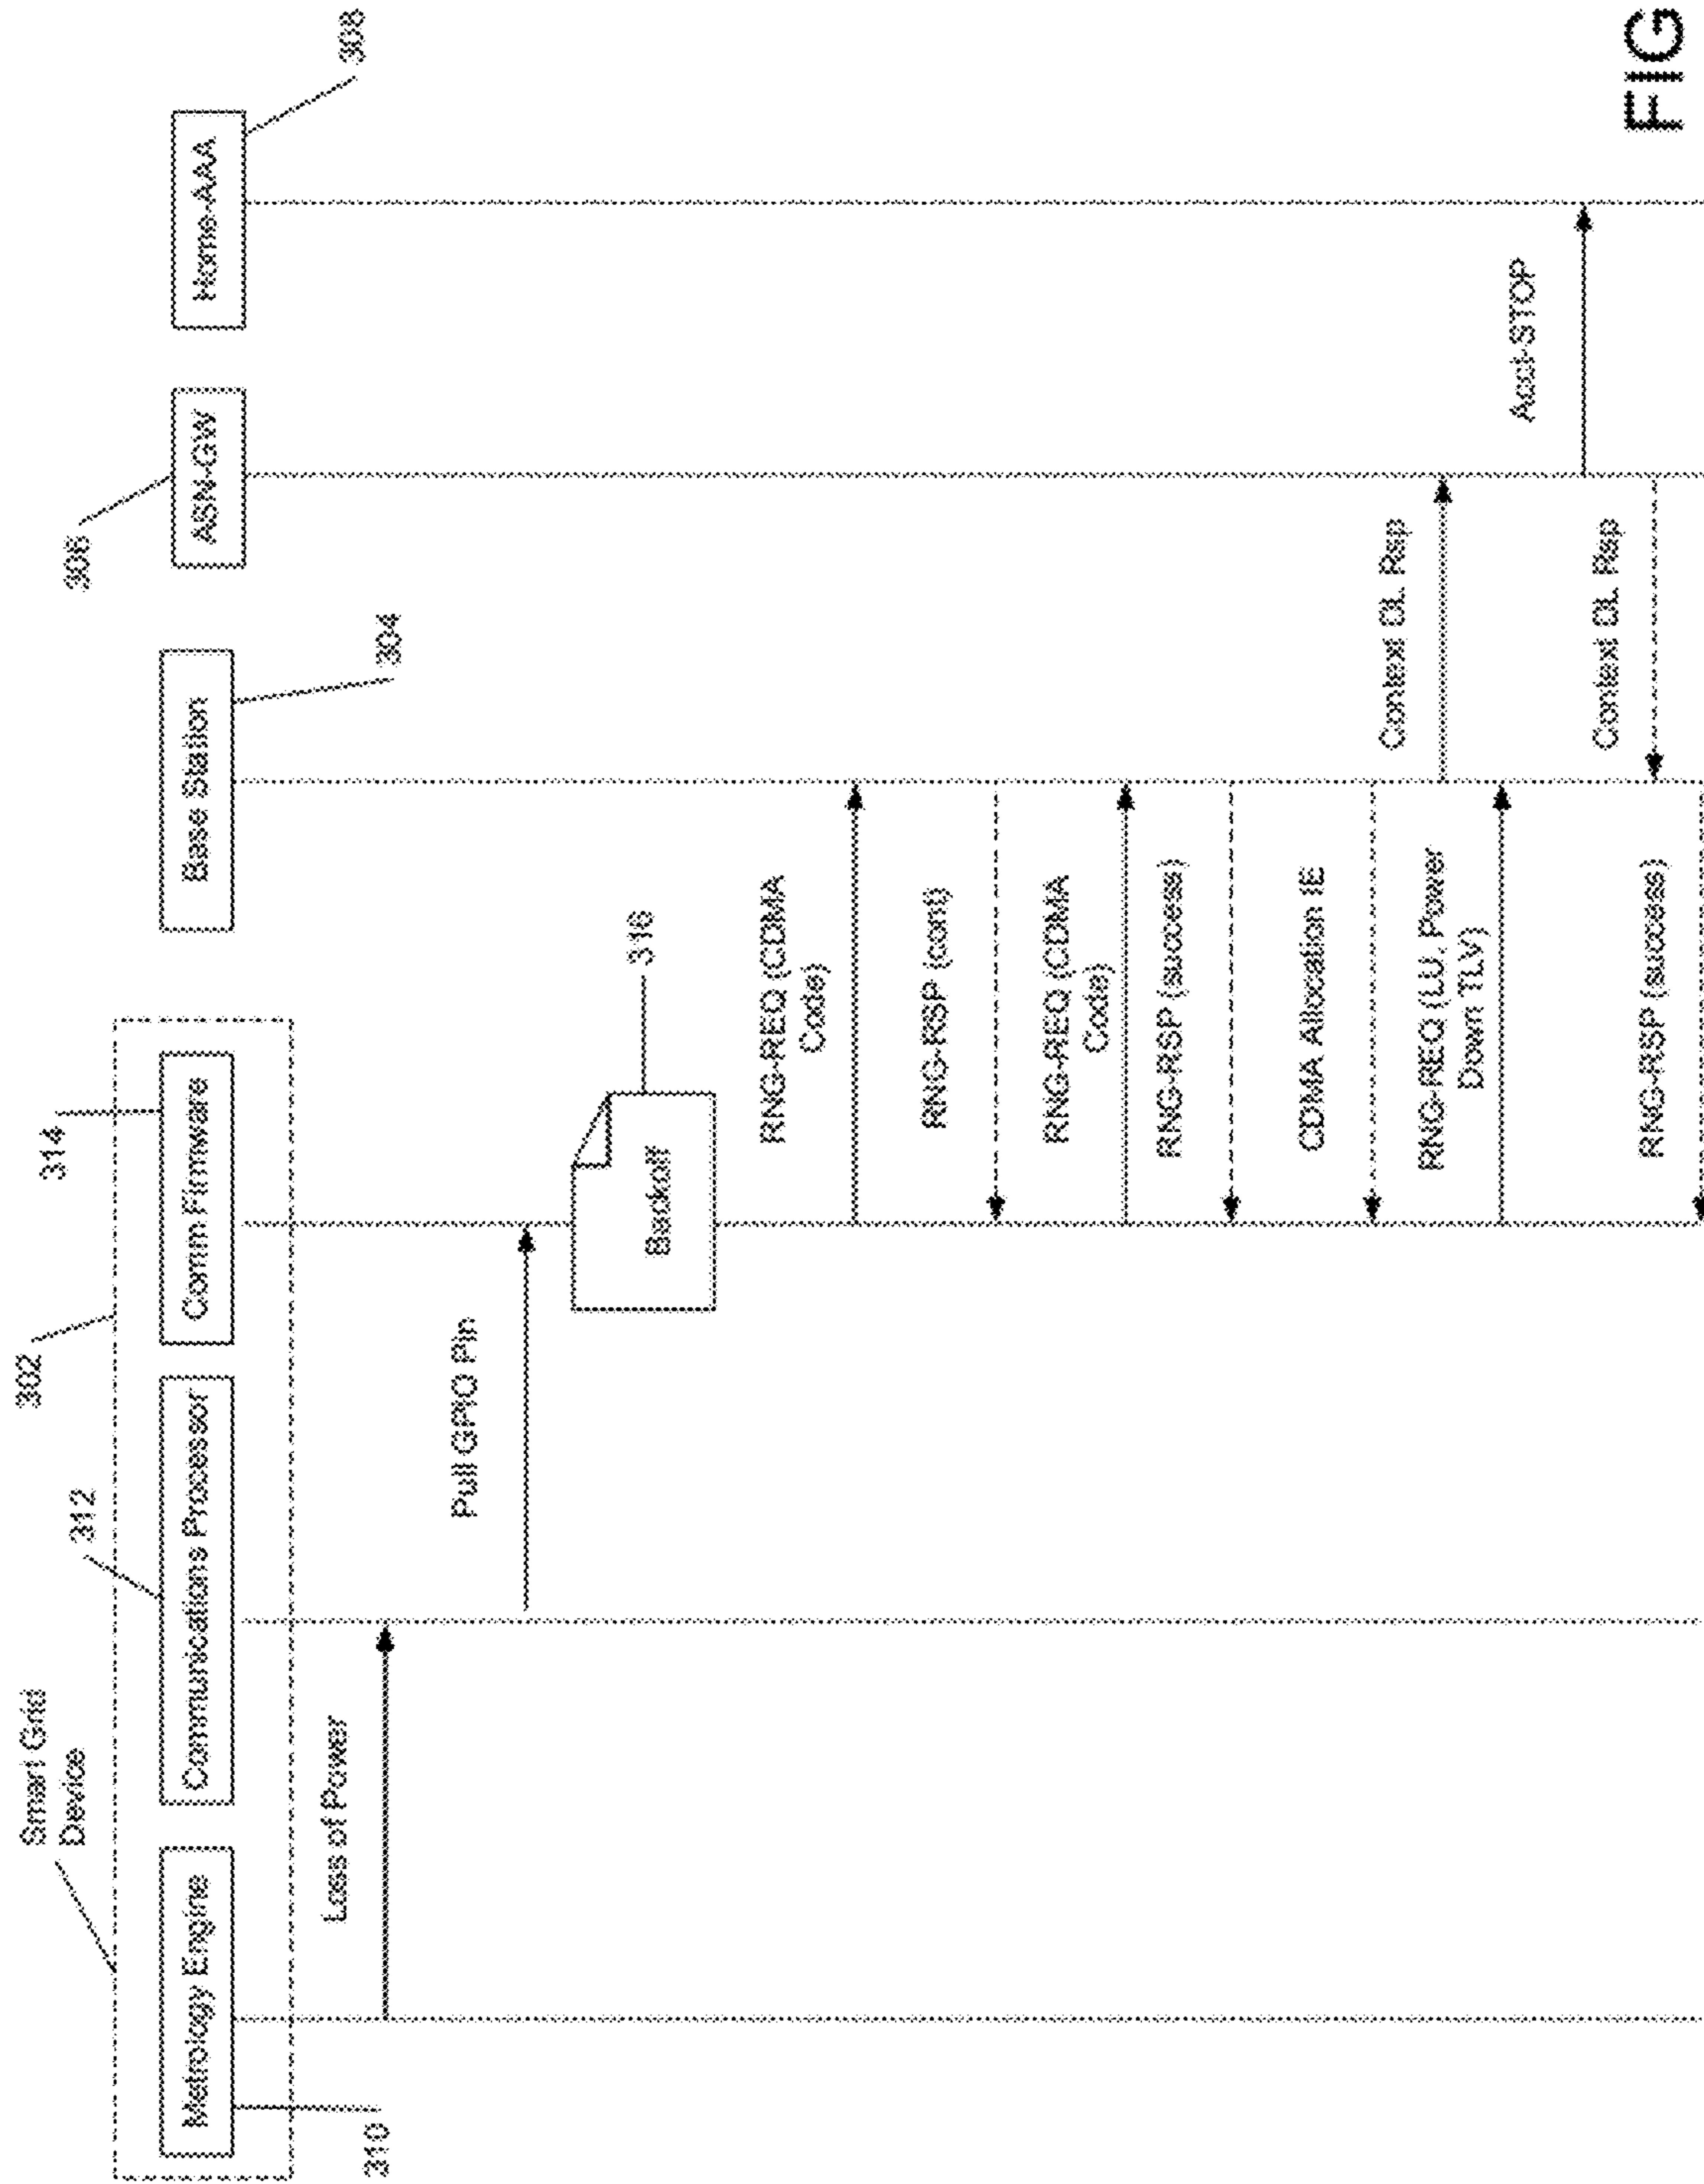 Smart Grid
Device
302
312
314
304
306
308
310
Metrology Engine
Communications Processor
Comm Firmware
Base Station
ASN-GW
Home-AAA
Loss of Power
Pull GPIO Pin
Backoff
316
RNG-REQ (CDMA
Code)
RNG-RSP (cont)
RNG-REQ (CDMA
Code)
RNG-RSP (success)
CDMA Allocation IE
RNG-REQ (LU, Power
Down TLV)
Context DL Rsp
Acct-STOP
Context DL Rsp
RNG-RSP (success)
FIG